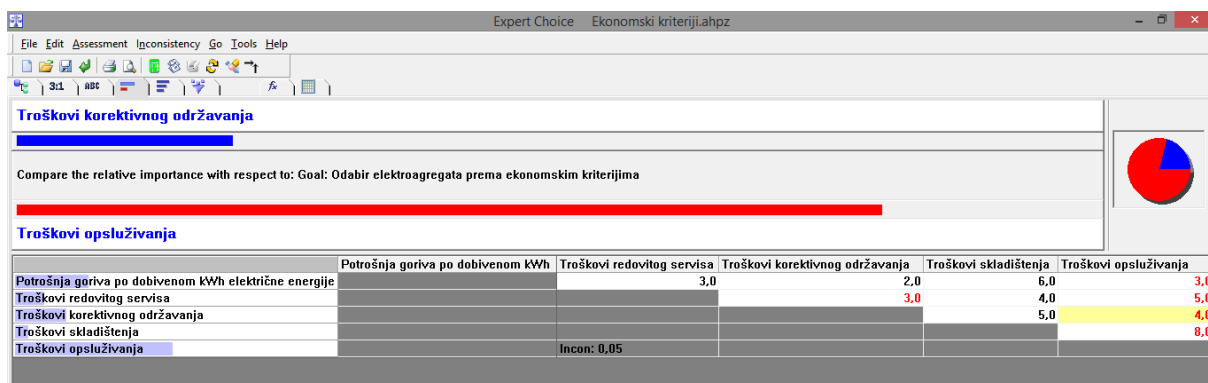 Expert Choice Ekonomski kriteriji.ahpz
File Edit Assessment Inconsistency Go Tools Help
3:1 ABC fx
Troškovi korektivnog održavanja
Compare the relative importance with respect to: Goal: Odabir elektroagregata prema ekonomskim kriterijima
Troškovi opsluživanja
Potrošnja goriva po dobivenom kWh Troškovi redovitog servisa Troškovi korektivnog održavanja Troškovi skladištenja Troškovi opsluživanja
Potrošnja goriva po dobivenom kWh električne energije 3,0 2,0 6,0 3,0
Troškovi redovitog servisa 3,0 4,0 5,0
Troškovi korektivnog održavanja 5,0 4,0
Troškovi skladištenja 8,0
Troškovi opsluživanja Incon: 0,05